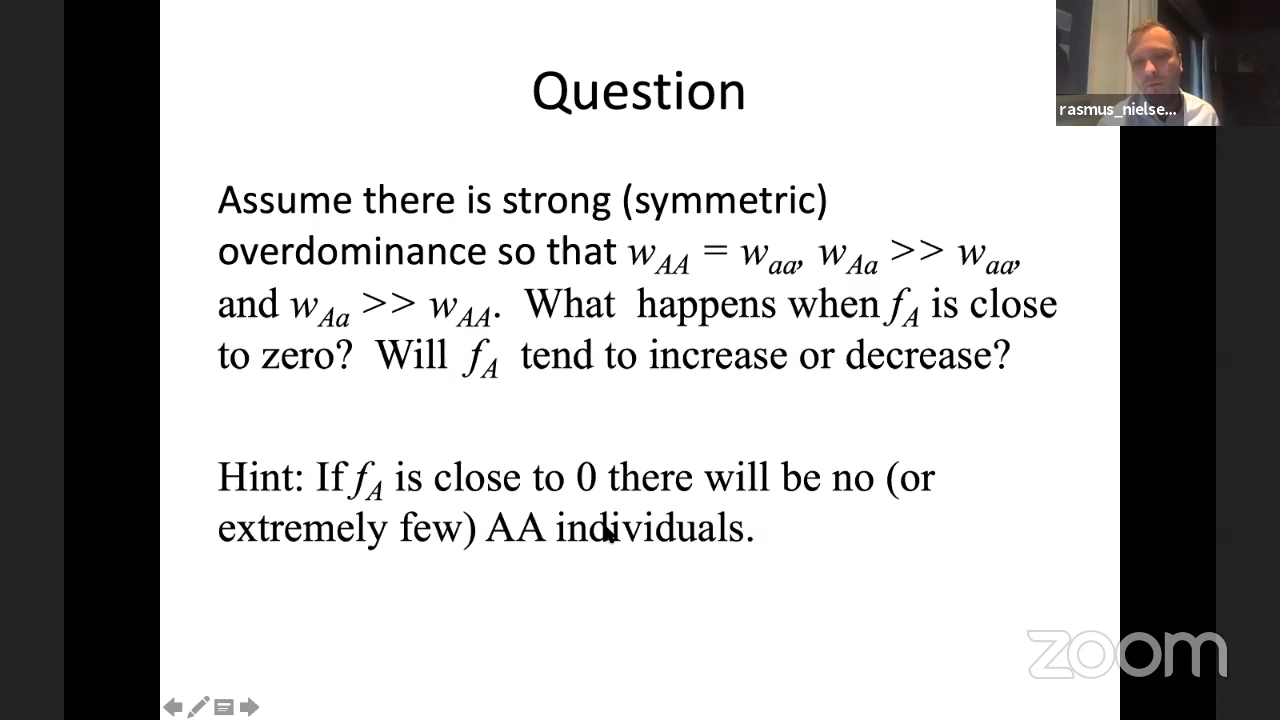 Question
rasmus_nielse...
Assume there is strong (symmetric)
overdominance so that wAA = waa, wAa >> waa,
and wAa >> wAA. What happens when fA is close
to zero? Will fA tend to increase or decrease?
Hint: If fA is close to 0 there will be no (or
extremely few) AA individuals.
zoom